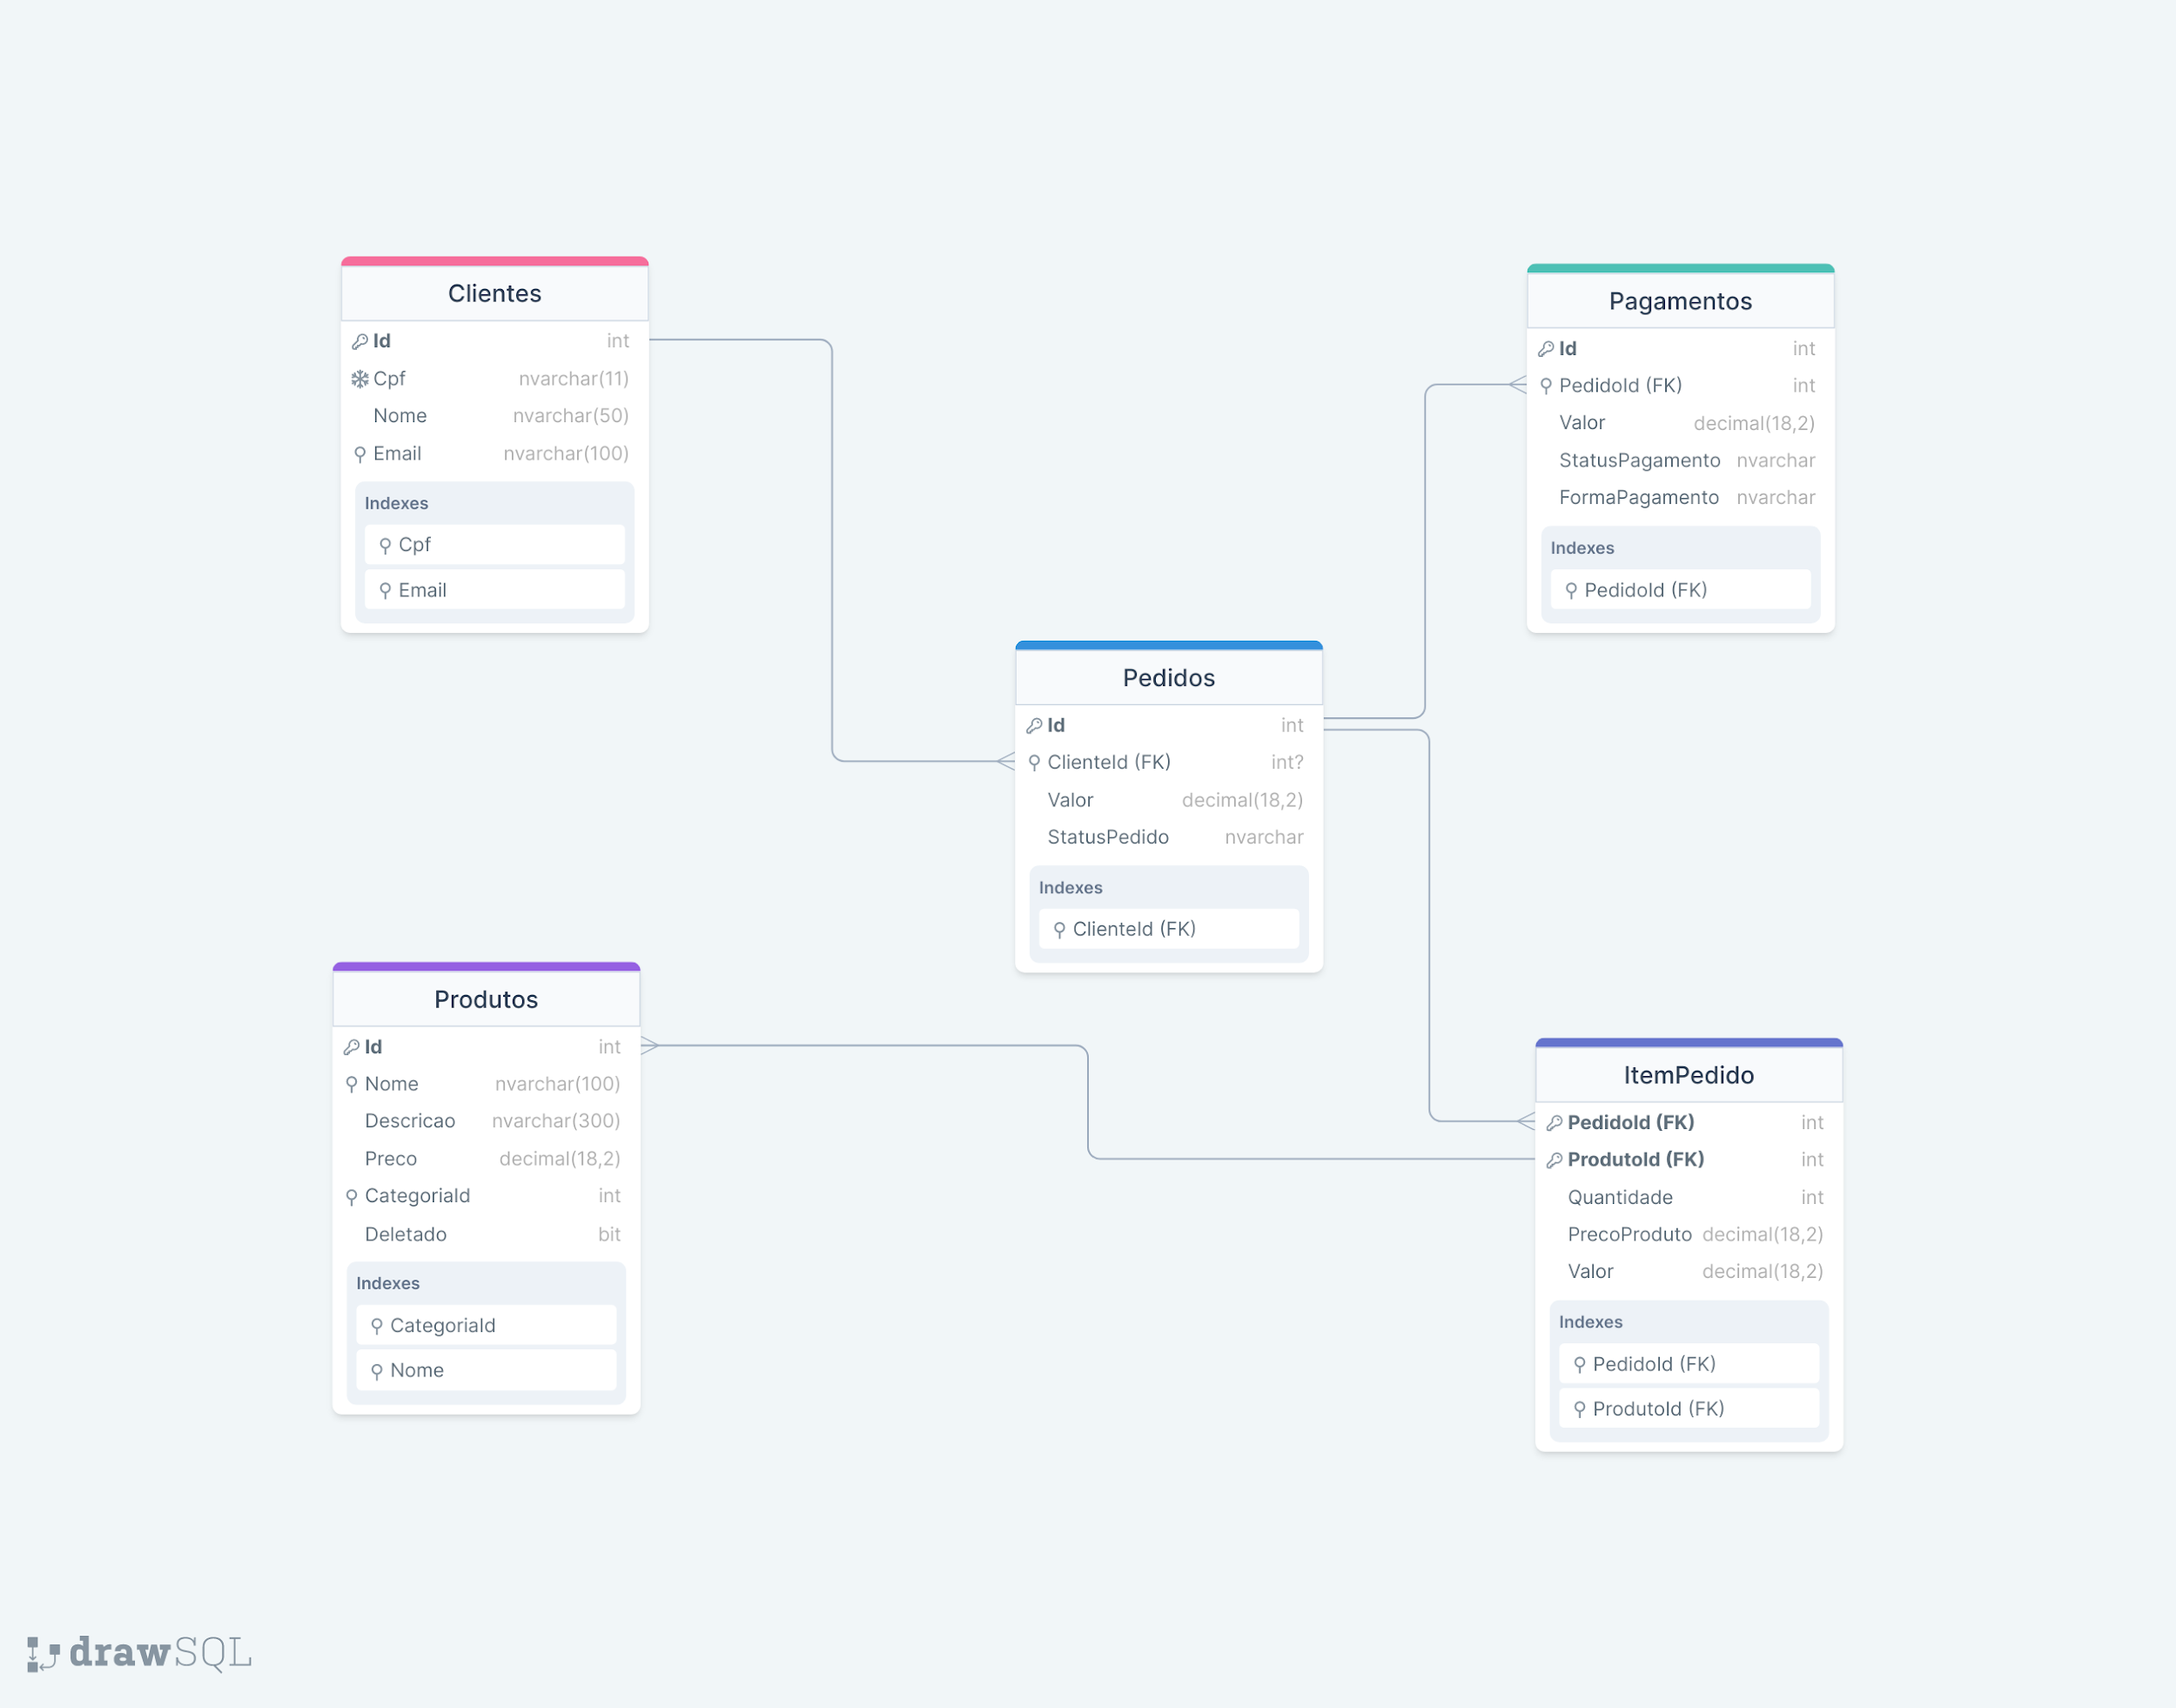 Clientes
Id int
Cpf nvarchar(11)
Nome nvarchar(50)
Email nvarchar(100)
Indexes
Cpf
Email
Pagamentos
Id int
PedidoId (FK) int
Valor decimal(18,2)
StatusPagamento nvarchar
FormaPagamento nvarchar
Indexes
PedidoId (FK)
Pedidos
Id int
ClienteId (FK) int?
Valor decimal(18,2)
StatusPedido nvarchar
Indexes
ClienteId (FK)
Produtos
Id int
Nome nvarchar(100)
Descricao nvarchar(300)
Preco decimal(18,2)
CategoriaId int
Deletado bit
Indexes
CategoriaId
Nome
ItemPedido
PedidoId (FK) int
ProdutoId (FK) int
Quantidade int
PrecoProduto decimal(18,2)
Valor decimal(18,2)
Indexes
PedidoId (FK)
ProdutoId (FK)
drawSQL